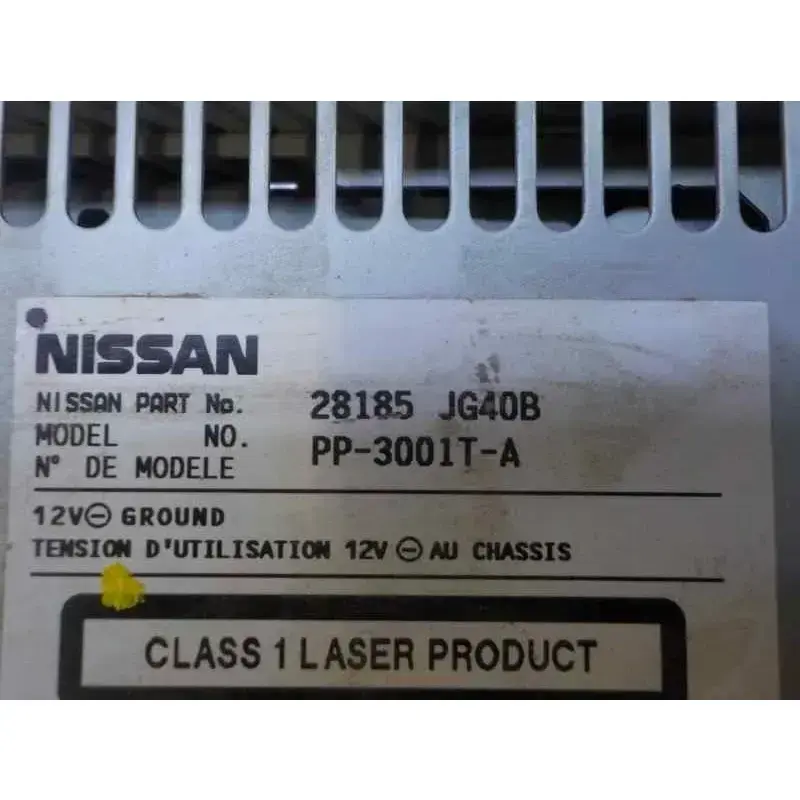 NISSAN
NISSAN PART No. 28185 JG40B
MODEL NO. PP-3001T-A
N° DE MODELE
12V⊖ GROUND
TENSION D'UTILISATION 12V ⊖ AU CHASSIS
CLASS 1 LASER PRODUCT